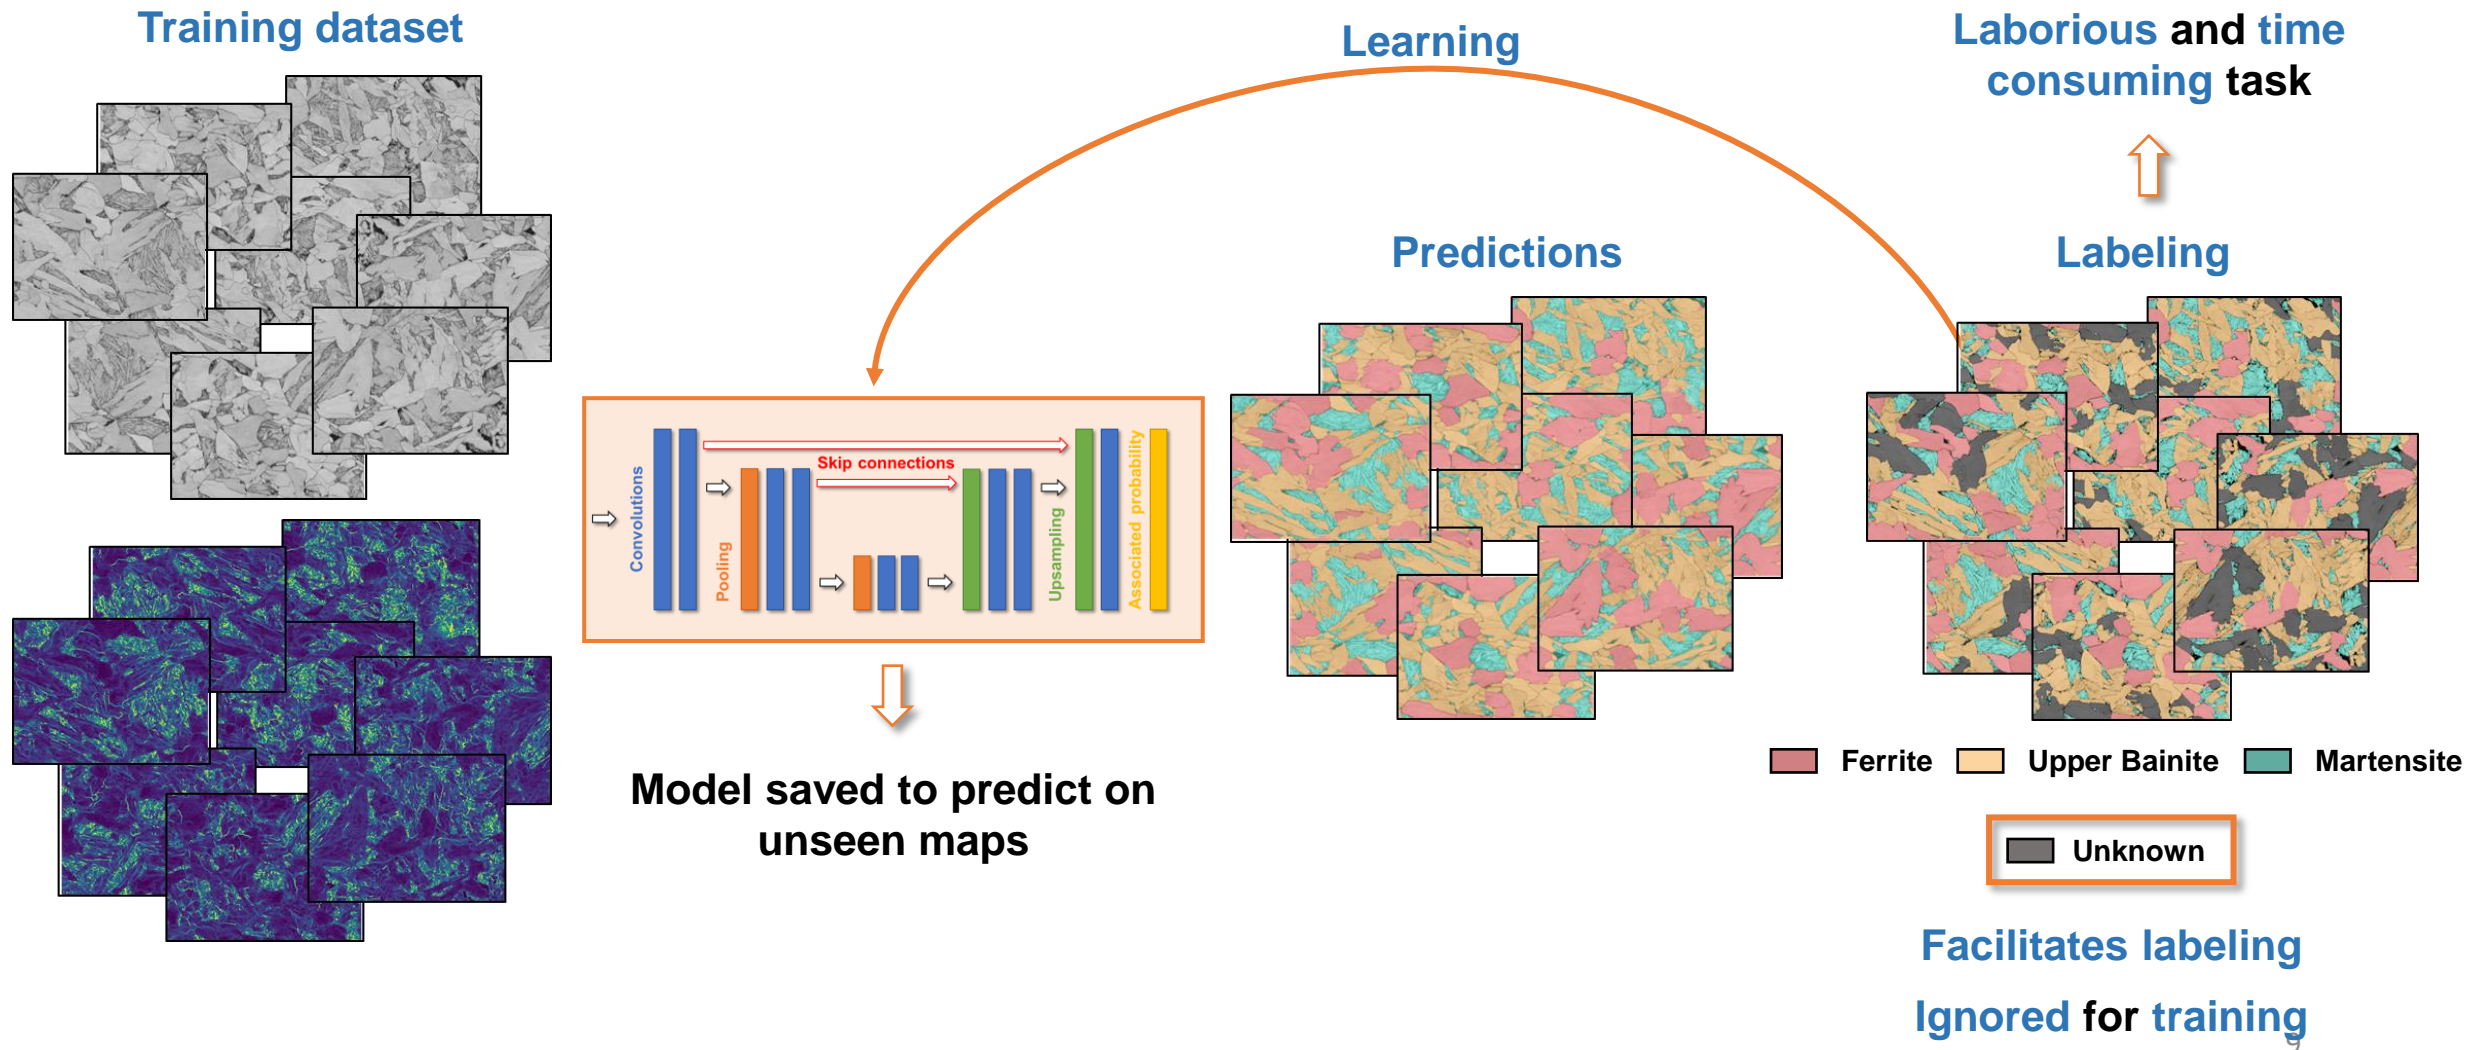 Training dataset
Learning
Laborious and time
consuming task
Predictions
Labeling
Convolutions
Pooling
Skip connections
Upsampling
Associated probability
Model saved to predict on
unseen maps
Ferrite
Upper Bainite
Martensite
Unknown
Facilitates labeling
Ignored for training
9